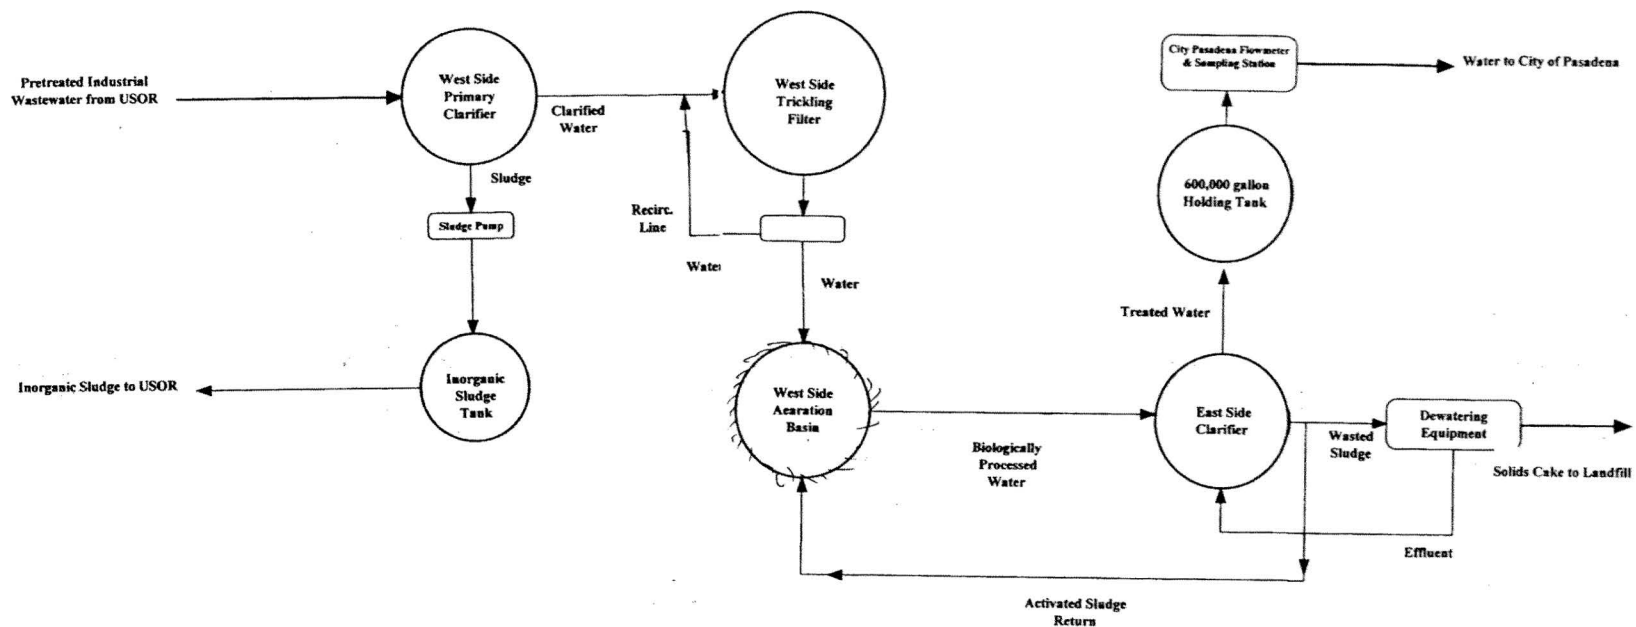 Pretreated Industrial
Wastewater from USOR
West Side
Primary
Clarifier
Clarified
Water
West Side
Trickling
Filter
City Pasadena Flowmeter
& Sampling Station
Water to City of Pasadena
Sludge
Sludge Pump
Recirc.
Line
Water
Water
600,000 gallon
Holding Tank
Treated Water
Inorganic Sludge to USOR
Inorganic
Sludge
Tank
West Side
Aearation
Basin
Biologically
Processed
Water
East Side
Clarifier
Wasted
Sludge
Dewatering
Equipment
Solids Cake to Landfill
Effluent
Activated Sludge
Return